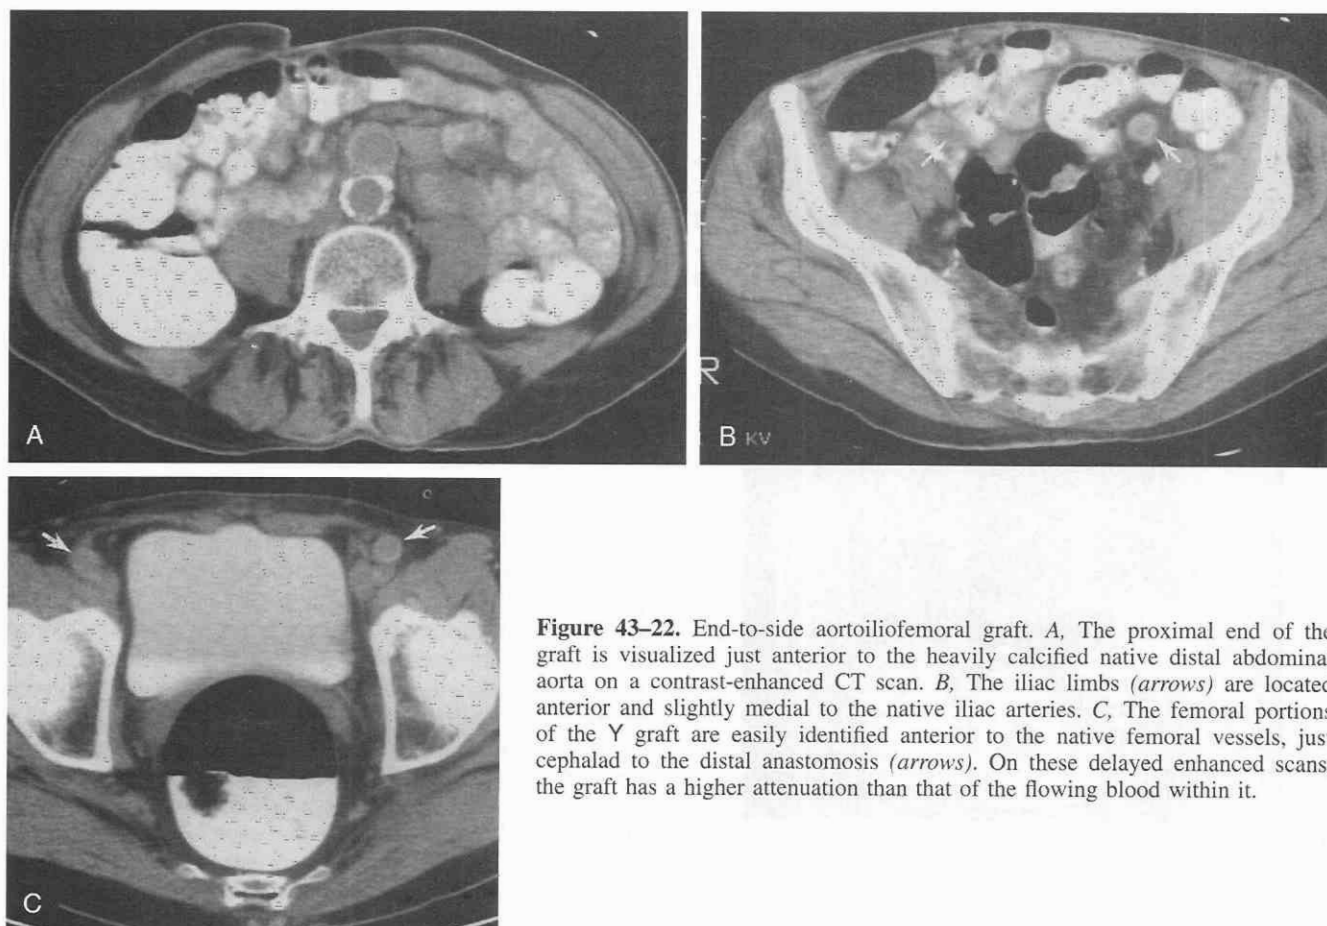 A
B KV
R
C
Figure 43–22. End-to-side aortoiliofemoral graft. A, The proximal end of the
graft is visualized just anterior to the heavily calcified native distal abdomina
aorta on a contrast-enhanced CT scan. B, The iliac limbs (arrows) are located
anterior and slightly medial to the native iliac arteries. C, The femoral portions
of the Y graft are easily identified anterior to the native femoral vessels, just
cephalad to the distal anastomosis (arrows). On these delayed enhanced scans
the graft has a higher attenuation than that of the flowing blood within it.